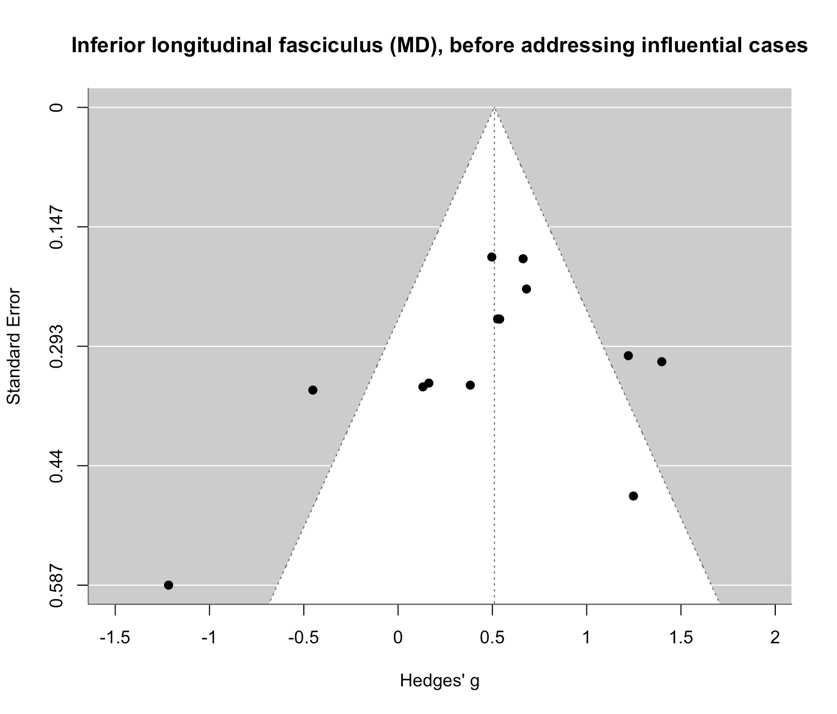 Inferior longitudinal fasciculus (MD), before addressing influential cases
Standard Error
0
0.147
0.293
0.44
0.587
-1.5 -1 -0.5 0 0.5 1 1.5 2
Hedges' g